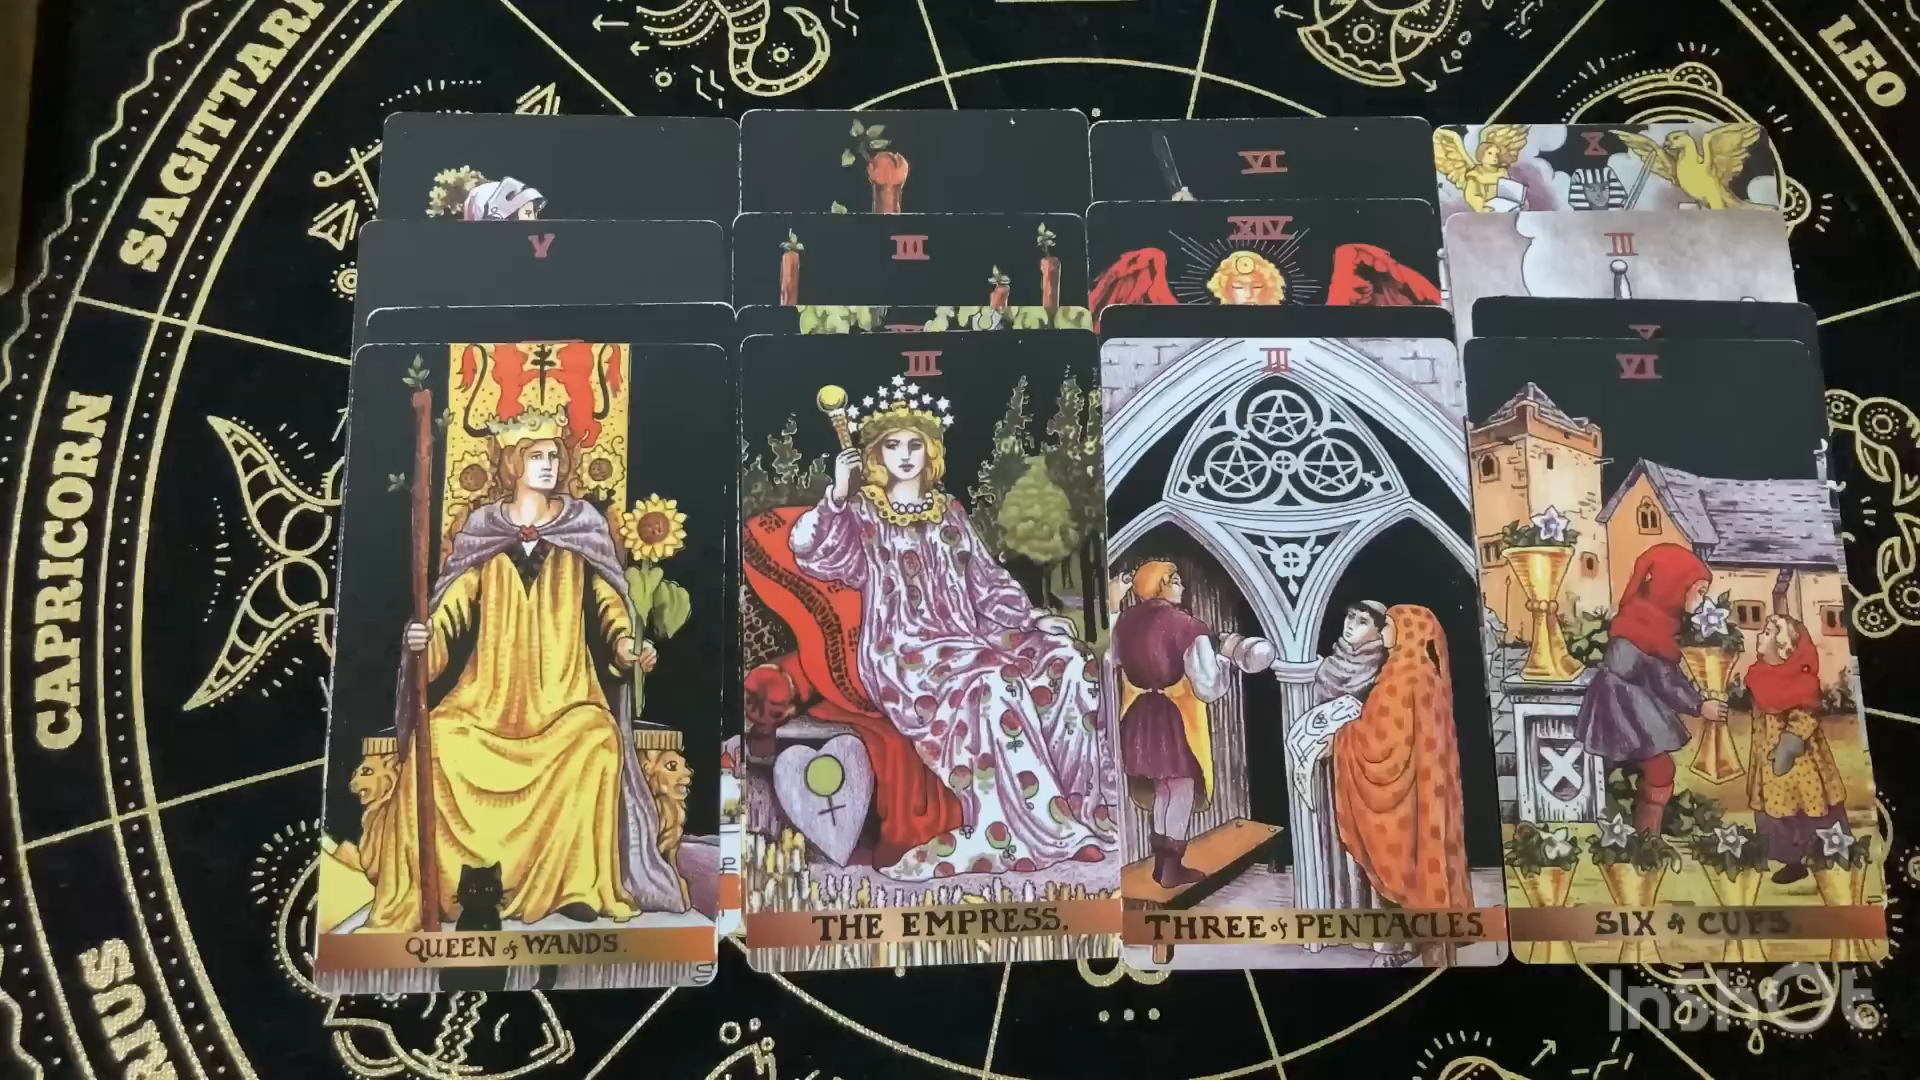 SAGITTARI
LEO
CAPRICORN
VI
X
V
III
XIV
III
V
III
III
VI
QUEEN of WANDS.
THE EMPRESS.
THREE of PENTACLES.
SIX of CUPS.
InShOt